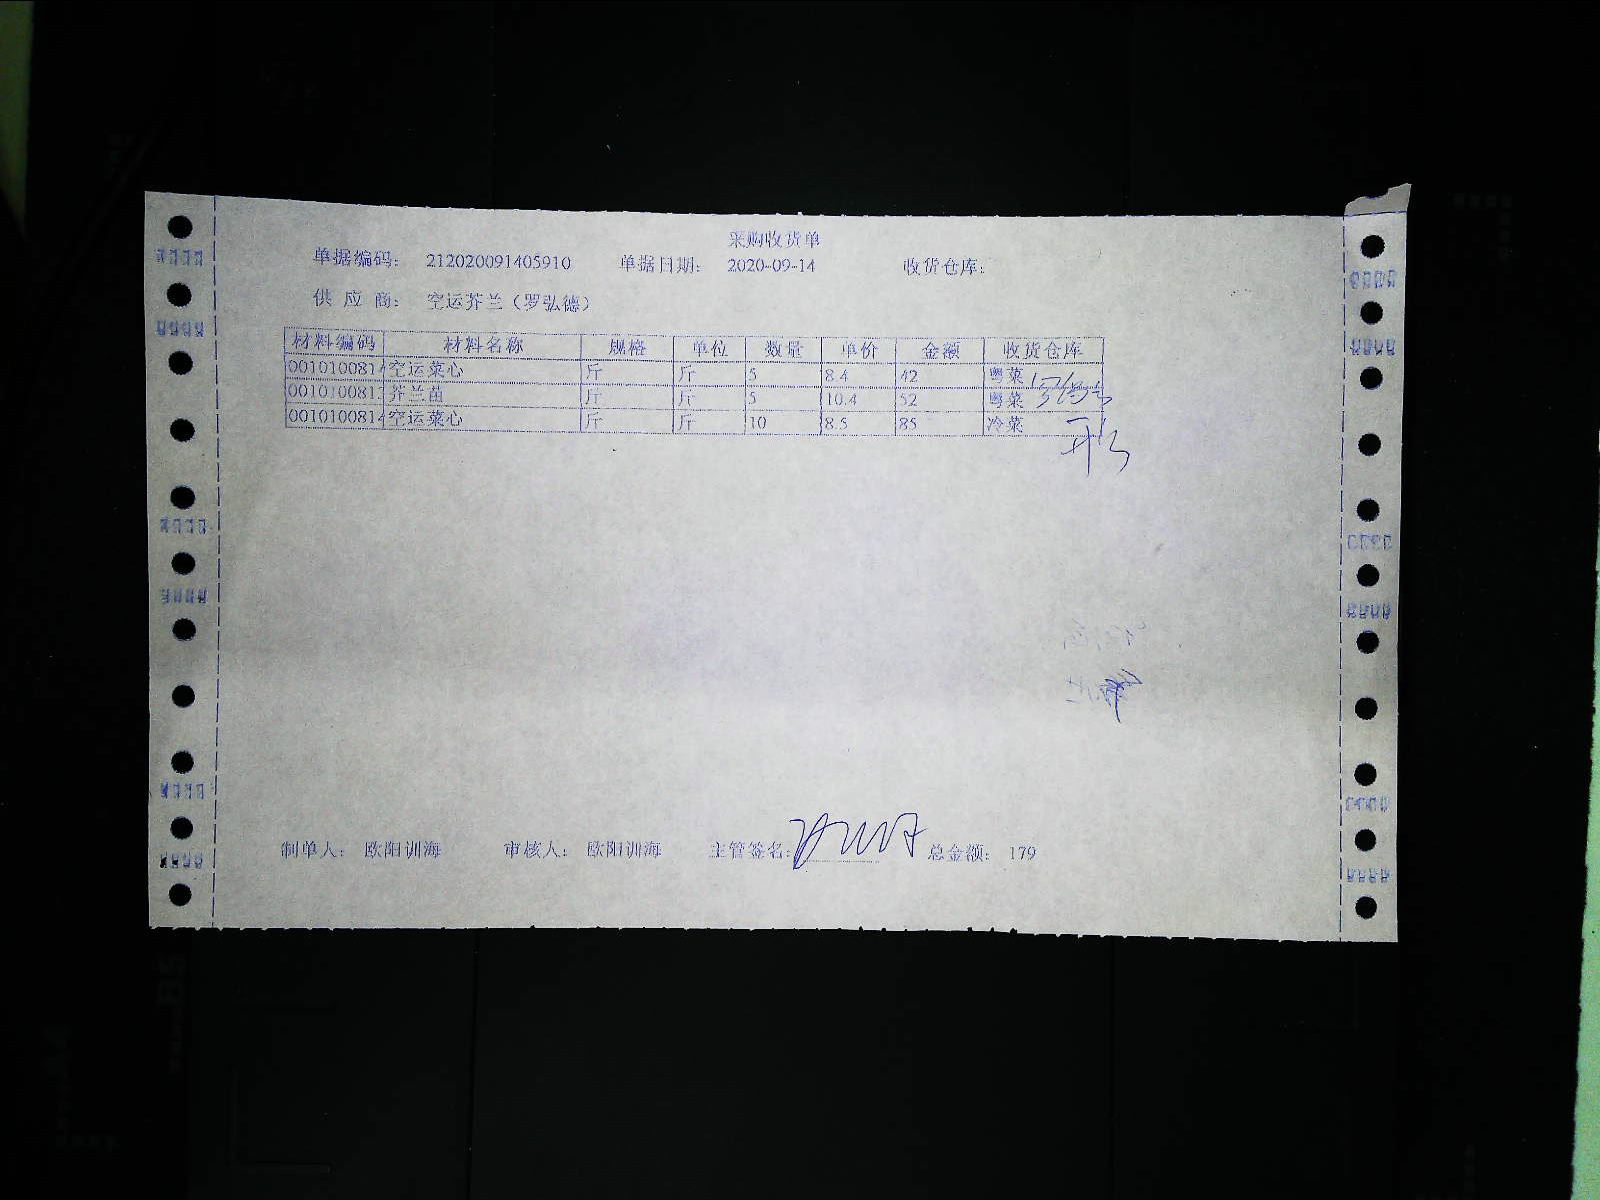 采购收货单
单据编码： 212020091405910 单据日期： 2020-09-14 收货仓库：
供 应 商： 空运芥兰（罗弘德）
材料编码 材料名称 规格 单位 数量 单价 金额 收货仓库
0010100814 空运菜心 斤 斤 5 8.4 42 粤菜
001010081 芥兰苗 斤 斤 5 10.4 52 粤菜
0010100814 空运菜心 斤 斤 10 8.5 85 冷菜
制单人： 欧阳训海 审核人： 欧阳训海 主管签名： 总金额： 179